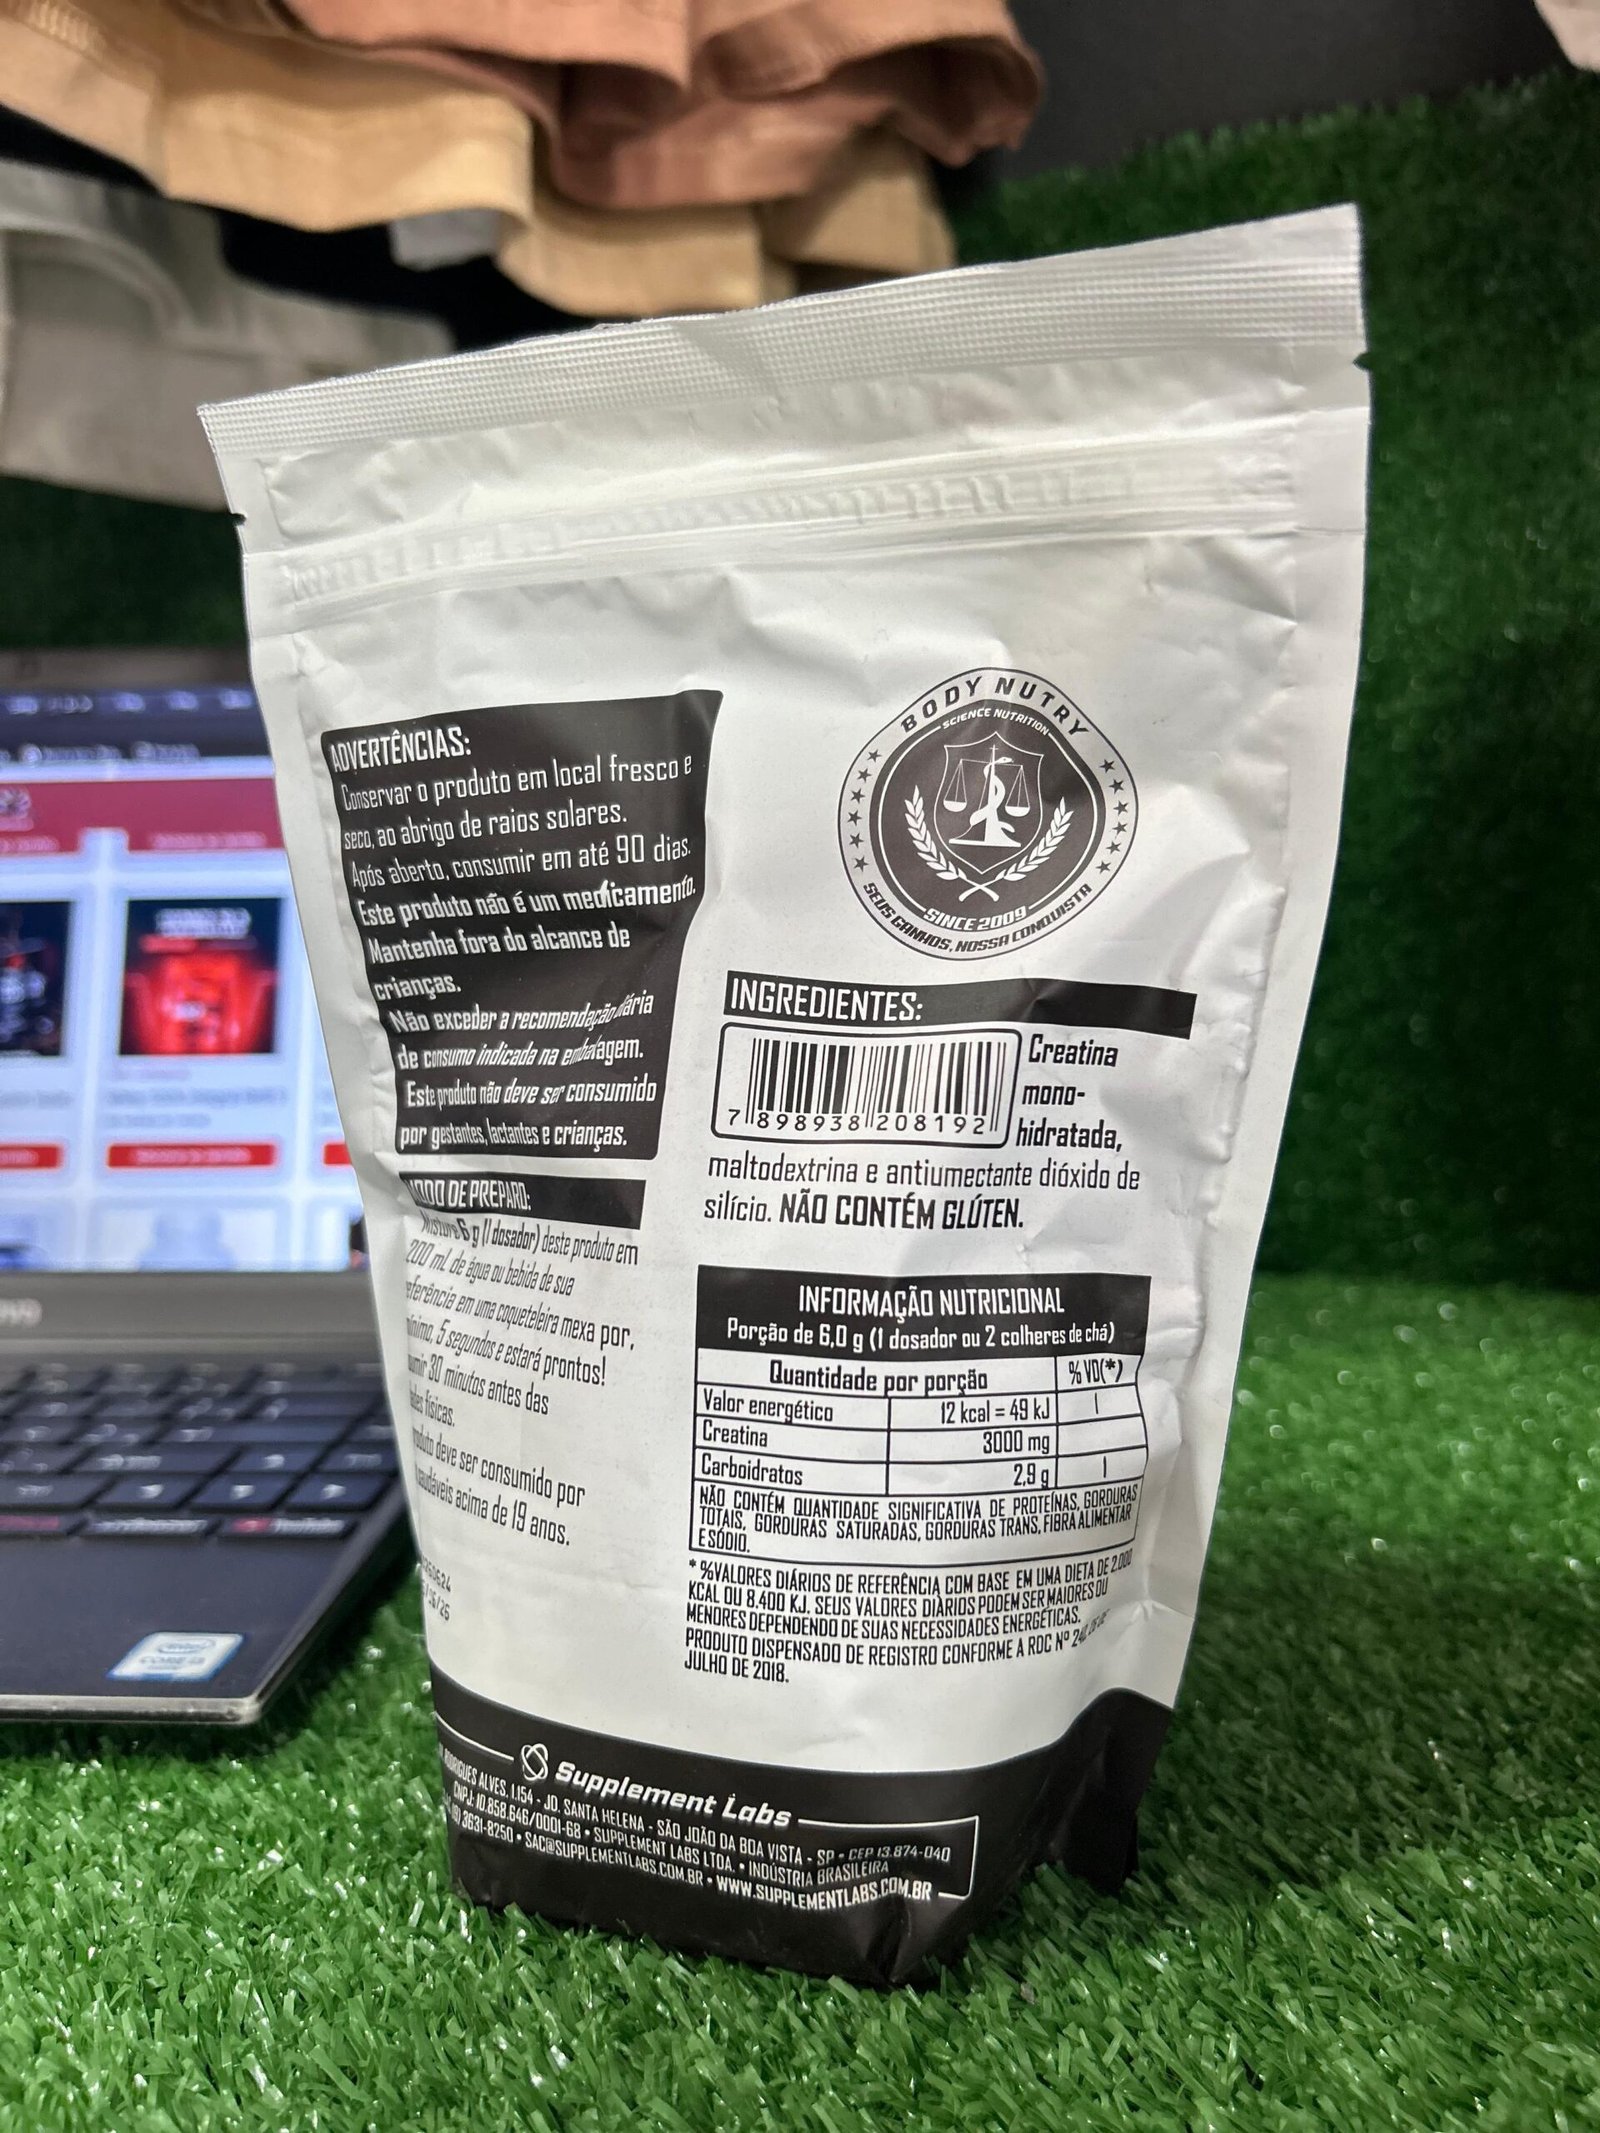 ADVERTÊNCIAS:
Conservar o produto em local fresco e
seco, ao abrigo de raios solares.
Após aberto, consumir em até 90 dias.
Este produto não é um medicamento.
Mantenha fora do alcance de
crianças.
Não exceder a recomendação diária
de consumo indicada na embalagem.
Este produto não deve ser consumido
por gestantes, lactantes e crianças.
MODO DE PREPARO:
Misture 6 g (1 dosador) deste produto em
200 ml de água ou bebida de sua
referência em uma coqueteleira mexa por,
5 segundos e estará prontos!
30 minutos antes das
físicas.
deve ser consumido por
acima de 19 anos.
BODY NUTRY
SCIENCE NUTRITION
SINCE 2009
SEUS GANHOS, NOSSA CONQUISTA
INGREDIENTES:
7 898938 208192
Creatina
mono-
hidratada,
maltodextrina e antiumectante dióxido de
silício. NÃO CONTÉM GLÚTEN.
INFORMAÇÃO NUTRICIONAL
Porção de 6,0 g (1 dosador ou 2 colheres de chá)
Quantidade por porção % VD(*)
Valor energético 12 kcal = 49 kJ 1
Creatina 3000 mg
Carboidratos 2,9 g 1
NÃO CONTÉM QUANTIDADE SIGNIFICATIVA DE PROTEÍNAS, GORDURAS
TOTAIS, GORDURAS SATURADAS, GORDURAS TRANS, FIBRA ALIMENTAR
E SÓDIO.
* %VALORES DIÁRIOS DE REFERÊNCIA COM BASE EM UMA DIETA DE 2.000
KCAL OU 8.400 KJ. SEUS VALORES DIÁRIOS PODEM SER MAIORES OU
MENORES DEPENDENDO DE SUAS NECESSIDADES ENERGÉTICAS.
PRODUTO DISPENSADO DE REGISTRO CONFORME A RDC Nº
JULHO DE 2018.
Supplement Labs
RODRIGUES ALVES, 1.154 - JD. SANTA HELENA - SÃO JOÃO DA BOA VISTA - SP - CEP 13.874-040
CNPJ: 10.858.646/0001-68 • SUPPLEMENT LABS LTDA. • INDÚSTRIA BRASILEIRA
3631-8250 • SAC@SUPPLEMENTLABS.COM.BR • WWW.SUPPLEMENTLABS.COM.BR